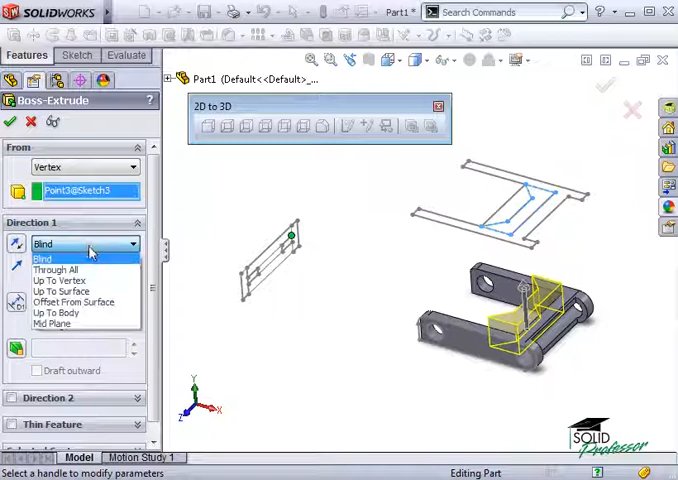 SOLIDWORKS
Part1 *
Search Commands
?
Features
Sketch
Evaluate
Part1 (Default<<Default>_...
Boss-Extrude
?
2D to 3D
From
Vertex
Point3@Sketch3
Direction 1
Blind
Blind
Through All
Up To Vertex
Up To Surface
Offset From Surface
Up To Body
Mid Plane
D1
Draft outward
Direction 2
Thin Feature
Y
Z
X
SOLID
Professor
Model
Motion Study 1
Select a handle to modify parameters
Editing Part
?